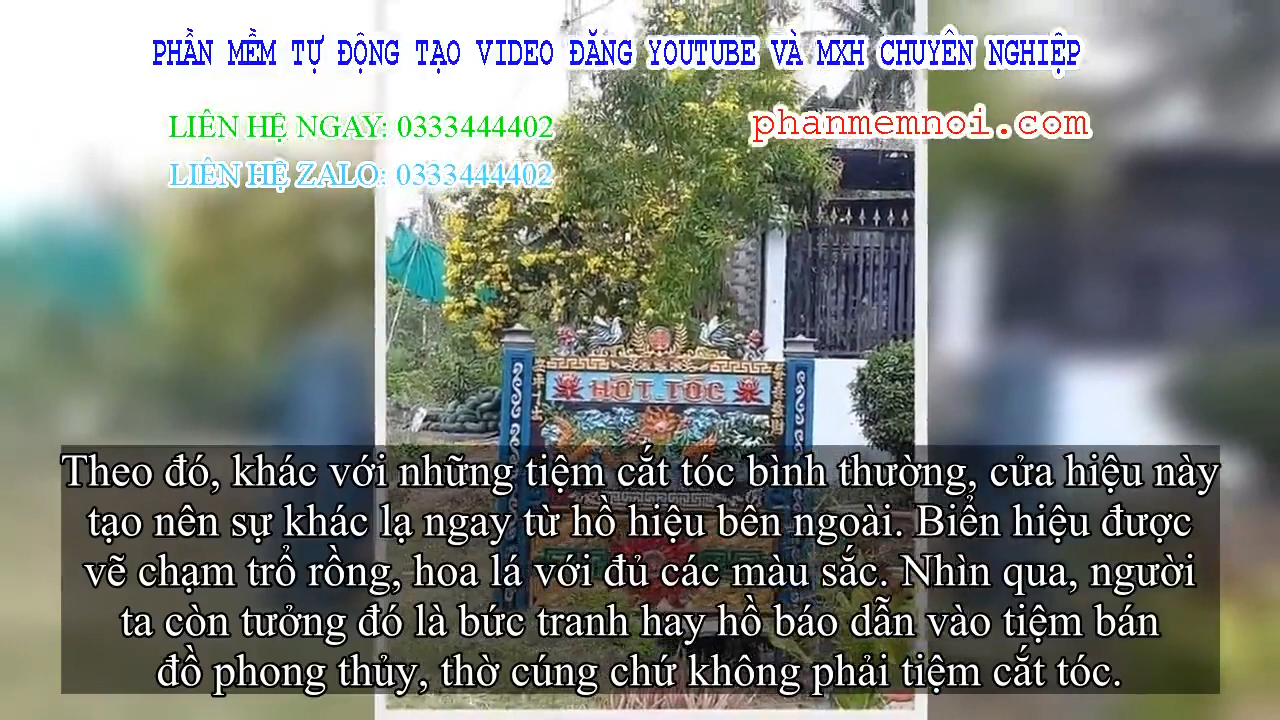 PHẦN MỀM TỰ ĐỘNG TẠO VIDEO ĐĂNG YOUTUBE VÀ MXH CHUYÊN NGHIỆP
LIÊN HỆ NGAY: 0333444402
phanmemnoi.com
LIÊN HỆ ZALO: 0333444402
HỚT TÓC
Theo đó, khác với những tiệm cắt tóc bình thường, cửa hiệu này
tạo nên sự khác lạ ngay từ hồ hiệu bên ngoài. Biển hiệu được
vẽ chạm trổ rồng, hoa lá với đủ các màu sắc. Nhìn qua, người
ta còn tưởng đó là bức tranh hay hồ báo dẫn vào tiệm bán
đồ phong thủy, thờ cúng chứ không phải tiệm cắt tóc.